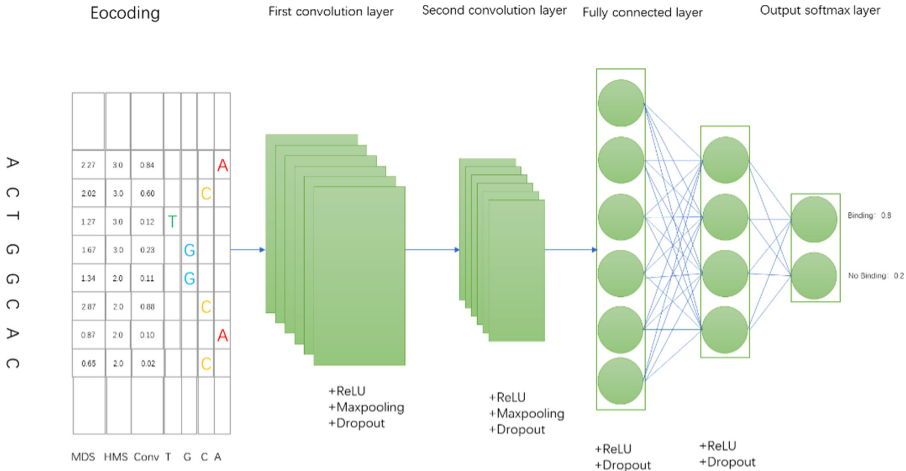 Eocoding
First convolution layer
Second convolution layer
Fully connected layer
Output softmax layer
A 2.27 3.0 0.84 A
C 2.02 3.0 0.60 C
T 1.27 3.0 0.12 T
G 1.67 3.0 0.23 G
G 1.34 2.0 0.11 G
C 2.87 2.0 0.88 C
A 0.87 2.0 0.10 A
C 0.65 2.0 0.02 C
MDS HMS Conv T G C A
+ReLU
+Maxpooling
+Dropout
+ReLU
+Maxpooling
+Dropout
+ReLU
+Dropout
+ReLU
+Dropout
Binding: 0.8
No Binding: 0.2